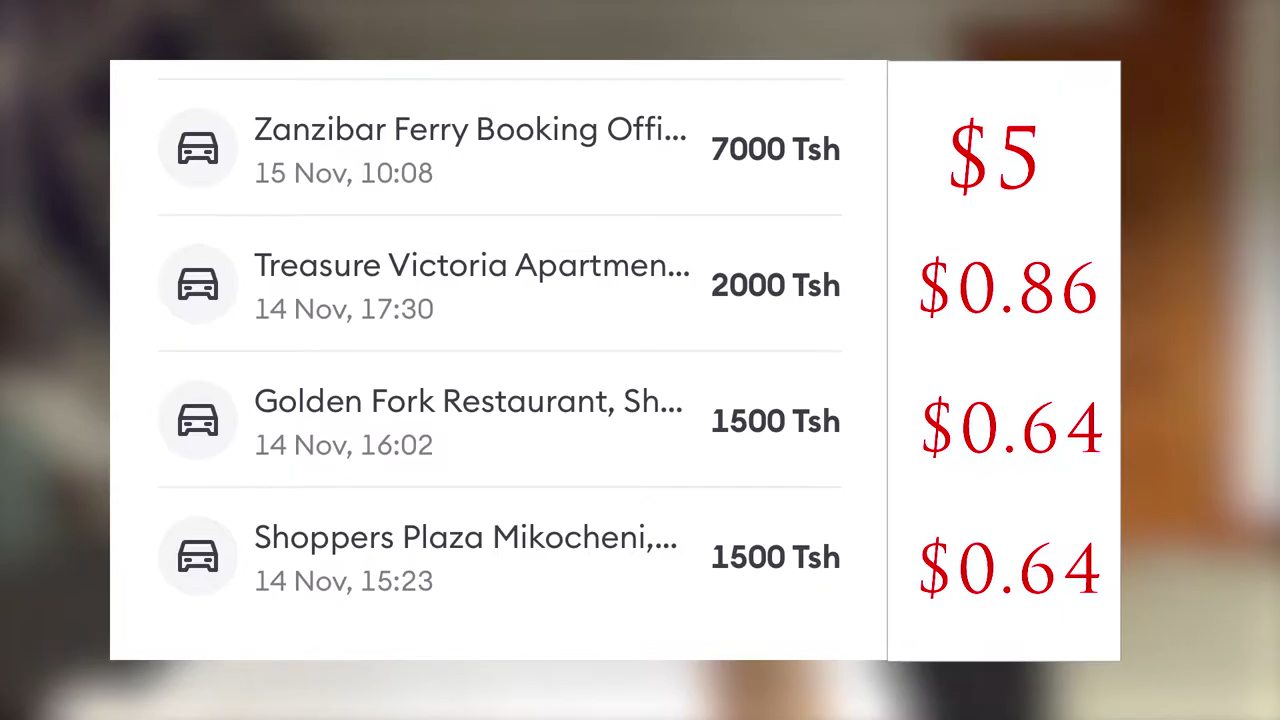 Zanzibar Ferry Booking Offi...
15 Nov, 10:08
7000 Tsh
$5
Treasure Victoria Apartmen...
14 Nov, 17:30
2000 Tsh
$0.86
Golden Fork Restaurant, Sh...
14 Nov, 16:02
1500 Tsh
$0.64
Shoppers Plaza Mikocheni,...
14 Nov, 15:23
1500 Tsh
$0.64